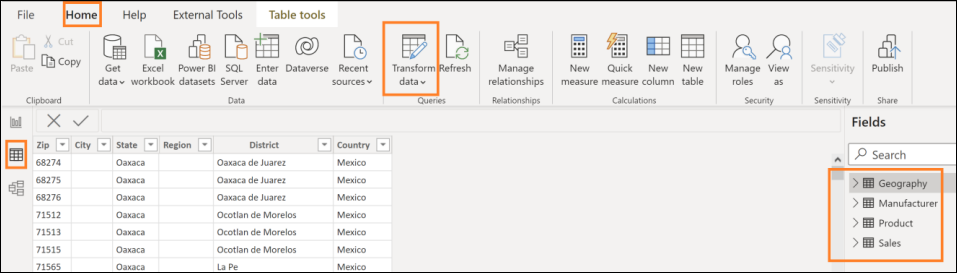 File Home Help External Tools Table tools
Cut
Copy
Paste
Get data
Excel workbook
Power BI datasets
SQL Server
Enter data
Dataverse
Recent sources
Transform data
Refresh
Manage relationships
New measure
Quick measure
New column
New table
Manage roles
View as
Sensitivity
Publish
Clipboard Data Queries Relationships Calculations Security Sensitivity Share
Fields
Search
Geography
Manufacturer
Product
Sales
Zip City State Region District Country
68274 Oaxaca Oaxaca de Juarez Mexico
68275 Oaxaca Oaxaca de Juarez Mexico
68276 Oaxaca Oaxaca de Juarez Mexico
71512 Oaxaca Ocotlan de Morelos Mexico
71513 Oaxaca Ocotlan de Morelos Mexico
71515 Oaxaca Ocotlan de Morelos Mexico
71565 Oaxaca La Pe Mexico